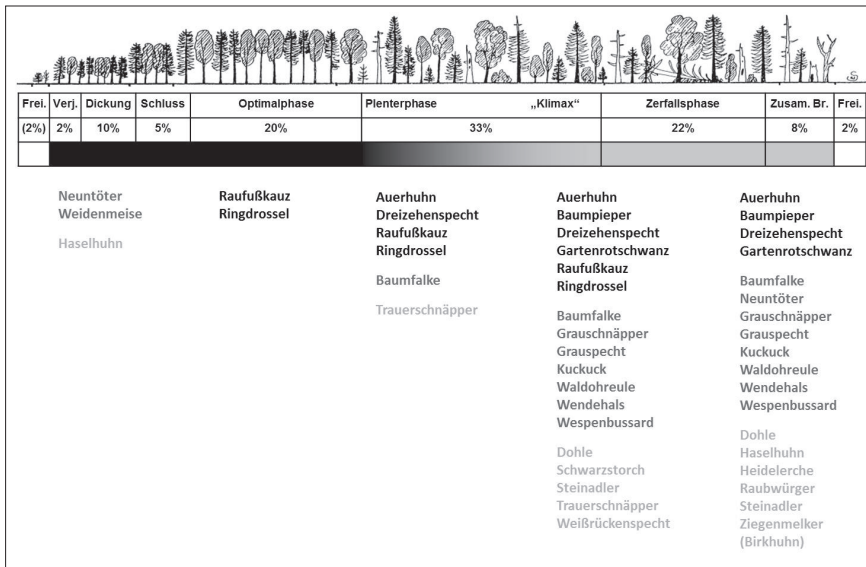 Frei. Verj. Dickung Schluss Optimalphase Plenterphase „Klimax“ Zerfallsphase Zusam. Br. Frei.
(2%) 2% 10% 5% 20% 33% 22% 8% 2%
Neuntöter
Weidenmeise
Haselhuhn
Raufußkauz
Ringdrossel
Auerhuhn
Dreizehenspecht
Raufußkauz
Ringdrossel
Baumfalke
Trauerschnäpper
Auerhuhn
Baumpieper
Dreizehenspecht
Gartenrotschwanz
Raufußkauz
Ringdrossel
Baumfalke
Grauschnäpper
Grauspecht
Kuckuck
Waldohreule
Wendehals
Wespenbussard
Dohle
Schwarzstorch
Steinadler
Trauerschnäpper
Weißrückenspecht
Auerhuhn
Baumpieper
Dreizehenspecht
Gartenrotschwanz
Baumfalke
Neuntöter
Grauschnäpper
Grauspecht
Kuckuck
Waldohreule
Wendehals
Wespenbussard
Dohle
Haselhuhn
Heidelerche
Raubwürger
Steinadler
Ziegenmelker
(Birkhuhn)